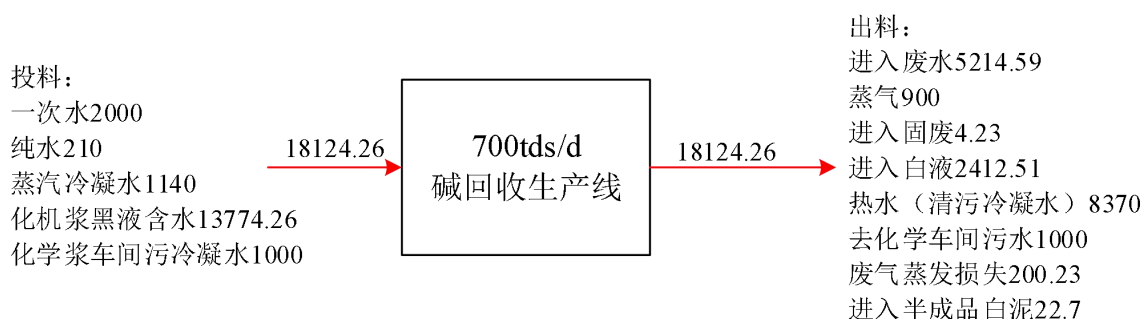 投料：
一次水2000
纯水210
蒸汽冷凝水1140
化机浆黑液含水13774.26
化学浆车间污冷凝水1000
18124.26
700tds/d
碱回收生产线
18124.26
出料：
进入废水5214.59
蒸气900
进入固废4.23
进入白液2412.51
热水（清污冷凝水）8370
去化学车间污水1000
废气蒸发损失200.23
进入半成品白泥22.7